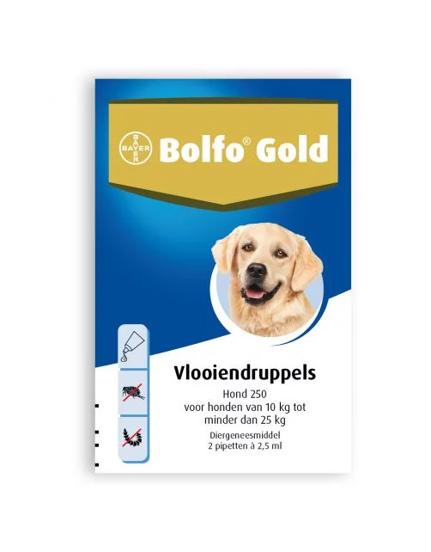 BAYER
BAYER
Bolfo® Gold
Vlooiendruppels
Hond 250
voor honden van 10 kg tot
minder dan 25 kg
Diergeneesmiddel
2 pipetten à 2,5 ml